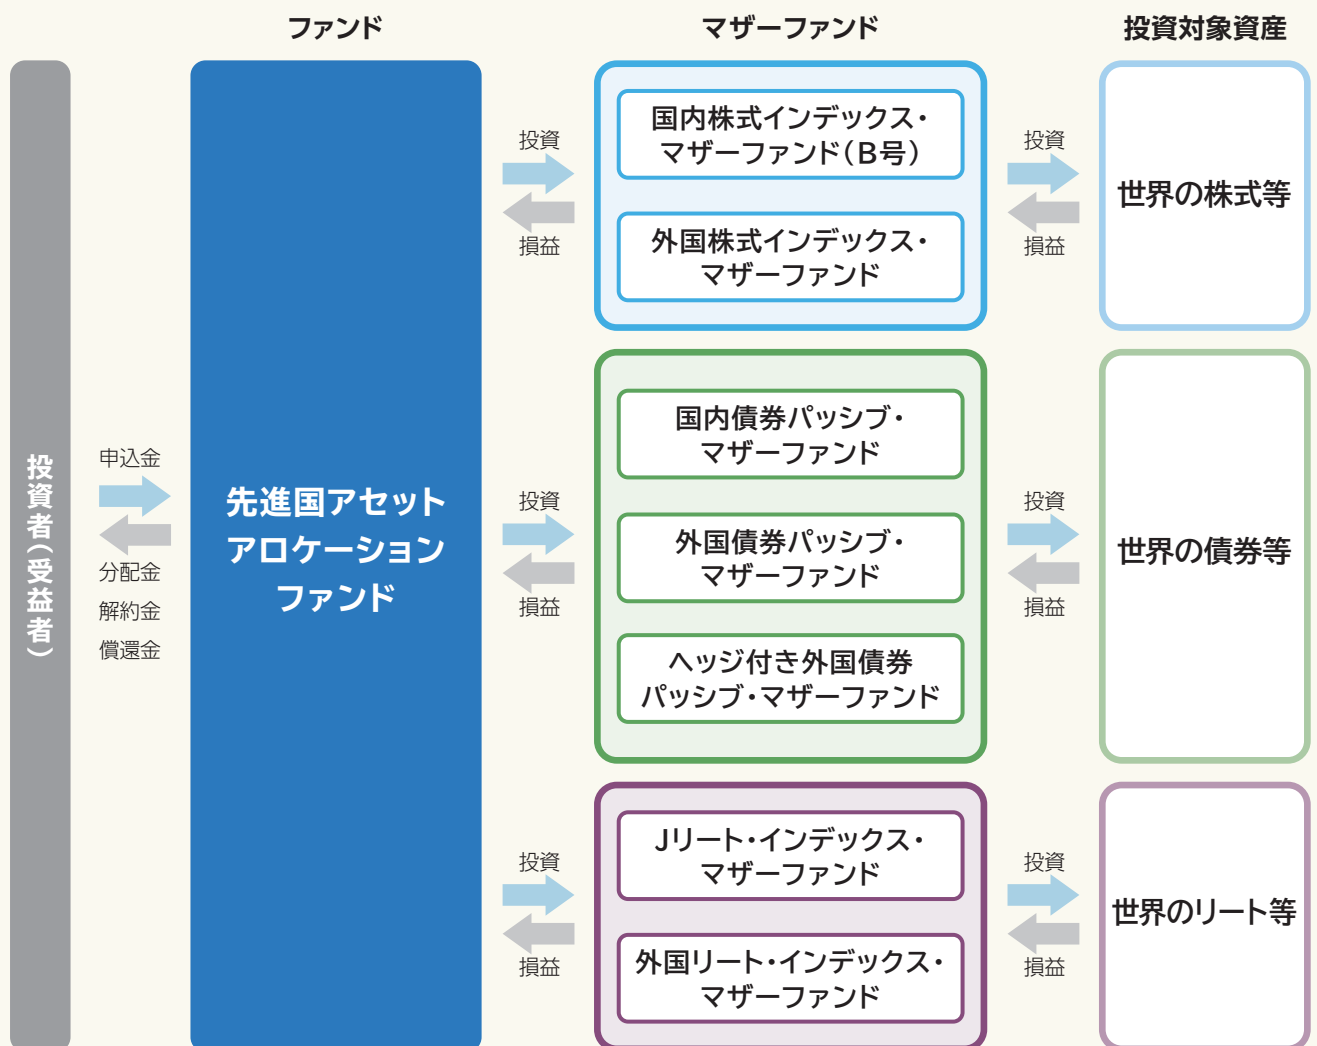 ファンド
マザーファンド
投資対象資産
投資者(受益者)
申込金
分配金
解約金
償還金
先進国アセット
アロケーション
ファンド
投資
損益
国内株式インデックス・
マザーファンド(B号)
外国株式インデックス・
マザーファンド
投資
損益
世界の株式等
投資
損益
国内債券パッシブ・
マザーファンド
外国債券パッシブ・
マザーファンド
ヘッジ付き外国債券
パッシブ・マザーファンド
投資
損益
世界の債券等
投資
損益
Jリート・インデックス・
マザーファンド
外国リート・インデックス・
マザーファンド
投資
損益
世界のリート等